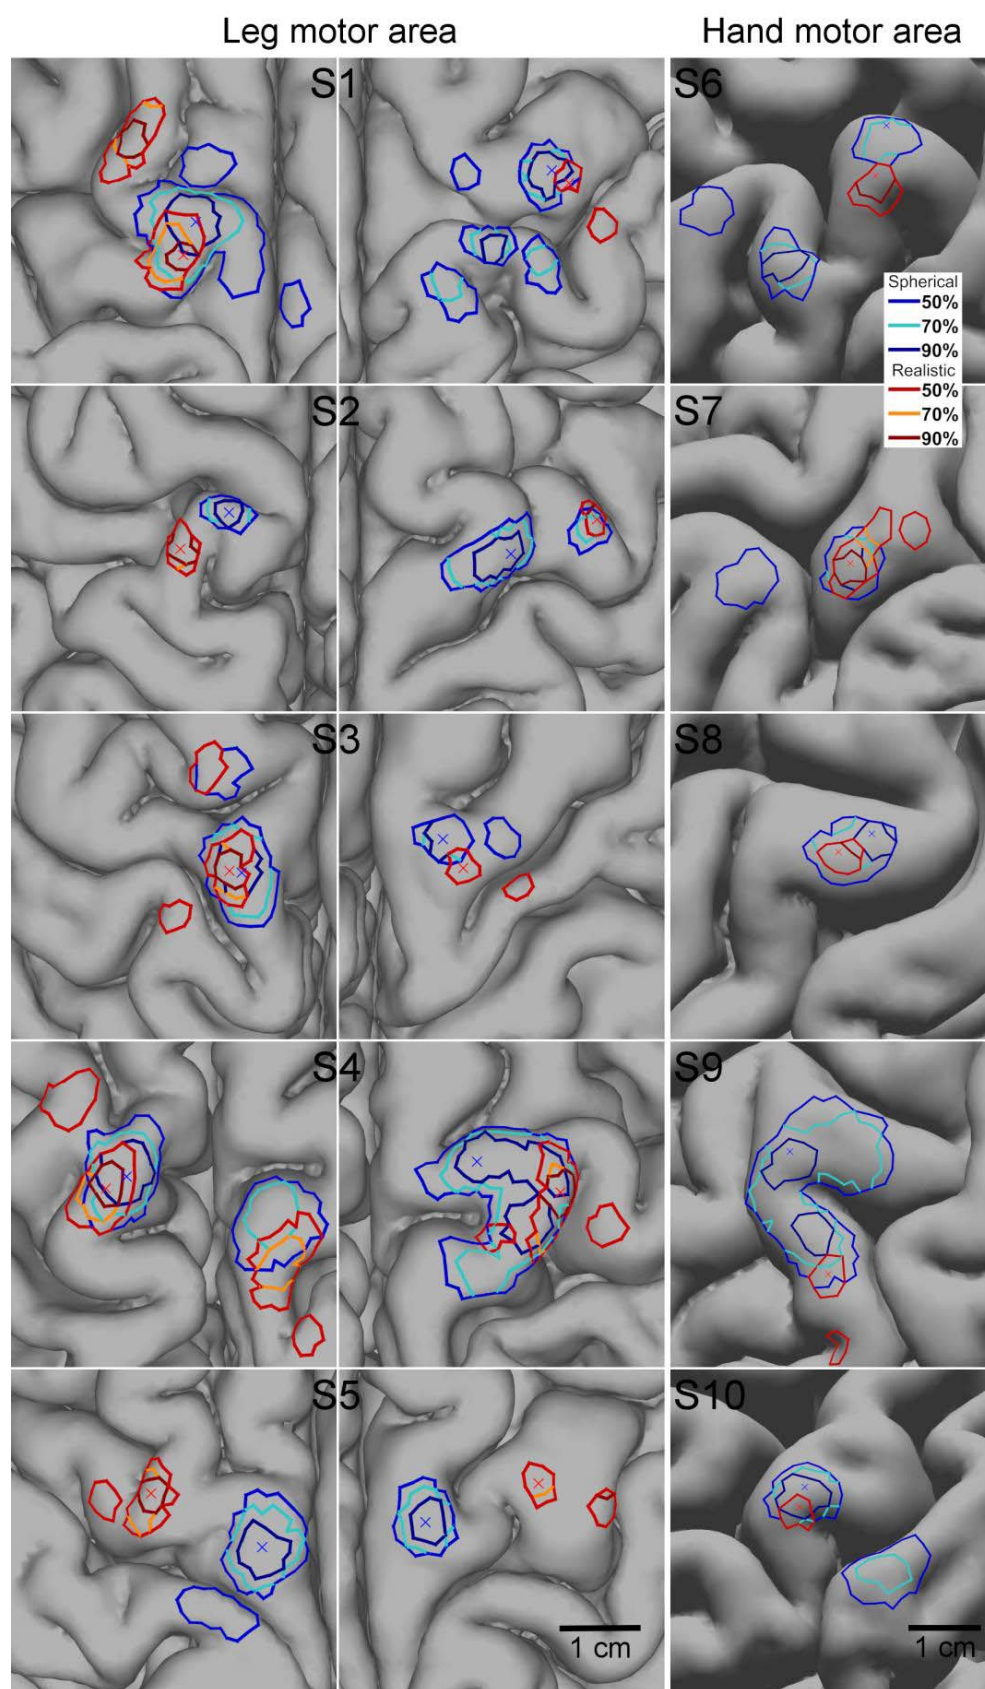 Leg motor area
Hand motor area
S1
S6
Spherical
50%
70%
90%
Realistic
50%
70%
90%
S2
S7
S3
S8
S4
S9
S5
S10
1 cm
1 cm